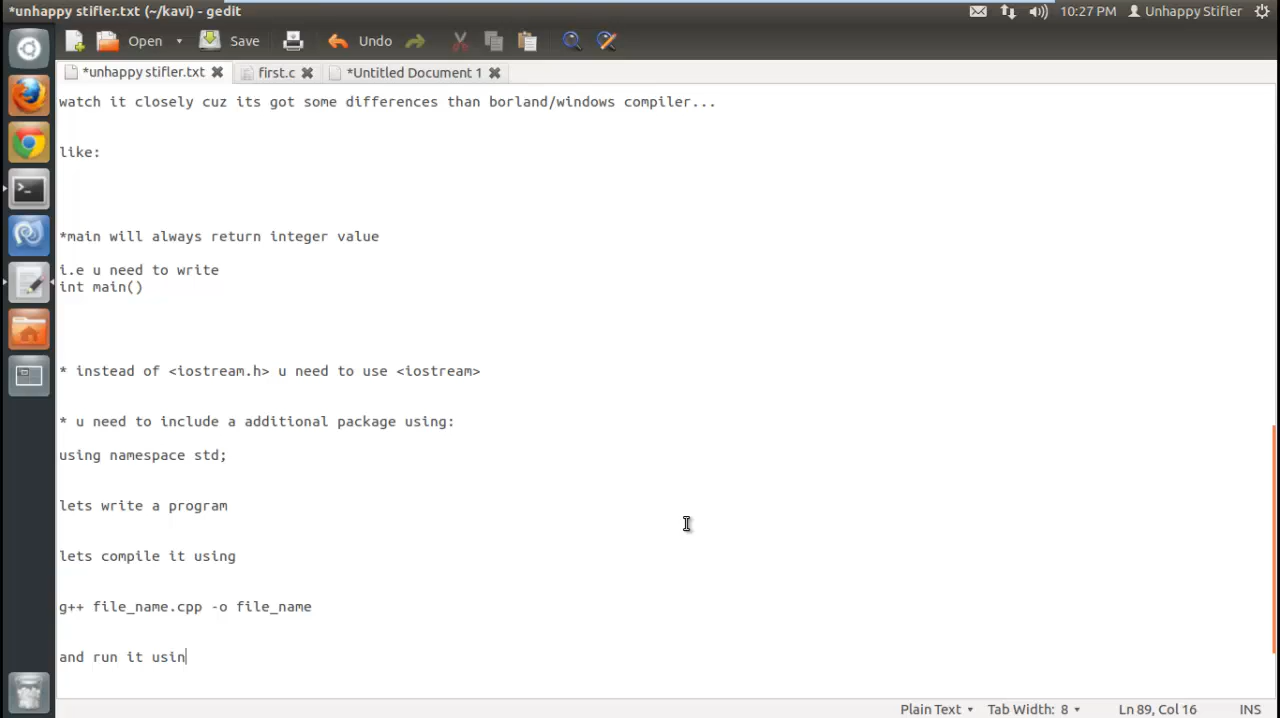 *unhappy stifler.txt (~/kavi) - gedit
10:27 PM Unhappy Stifler
Open Save Undo
*unhappy stifler.txt first.c *Untitled Document 1
watch it closely cuz its got some differences than borland/windows compiler...
like:
*main will always return integer value
i.e u need to write
int main()
* instead of <iostream.h> u need to use <iostream>
* u need to include a additional package using:
using namespace std;
lets write a program
lets compile it using
g++ file_name.cpp -o file_name
and run it usin
Plain Text Tab Width: 8 Ln 89, Col 16 INS